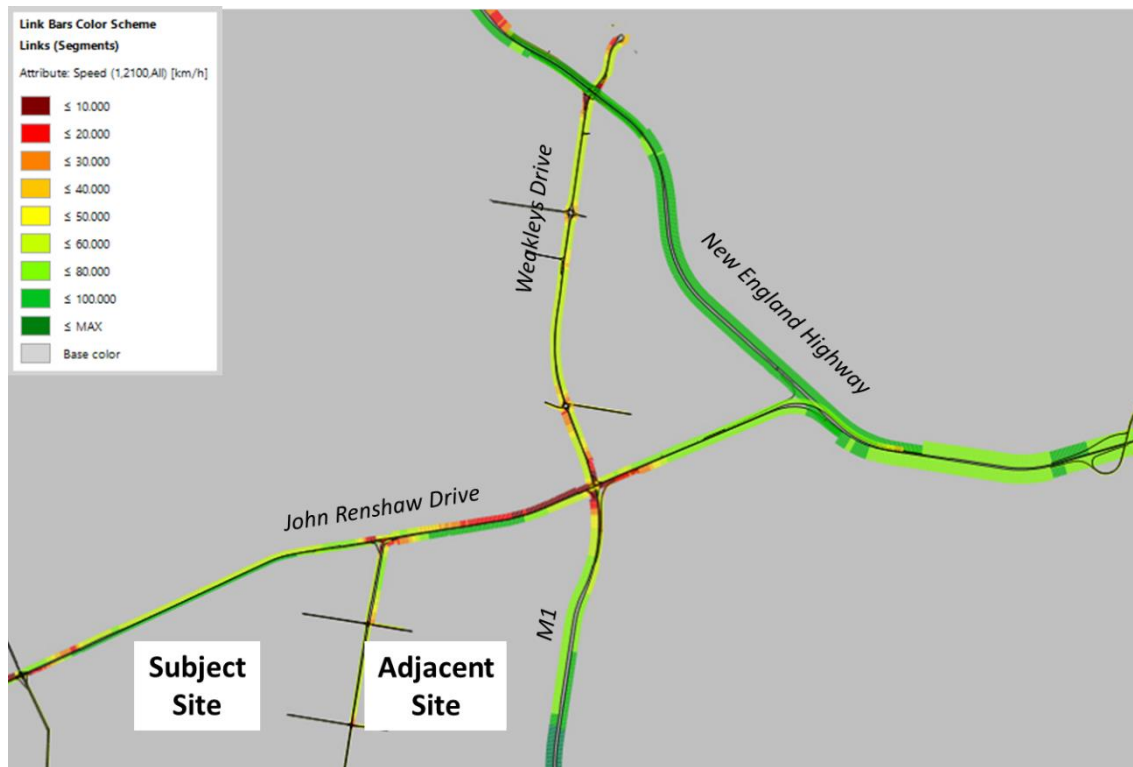 Link Bars Color Scheme
Links (Segments)
Attribute: Speed (1,2100,All) [km/h]
≤ 10.000
≤ 20.000
≤ 30.000
≤ 40.000
≤ 50.000
≤ 60.000
≤ 80.000
≤ 100.000
≤ MAX
Base color
Weakleys Drive
New England Highway
John Renshaw Drive
M1
Subject
Site
Adjacent
Site